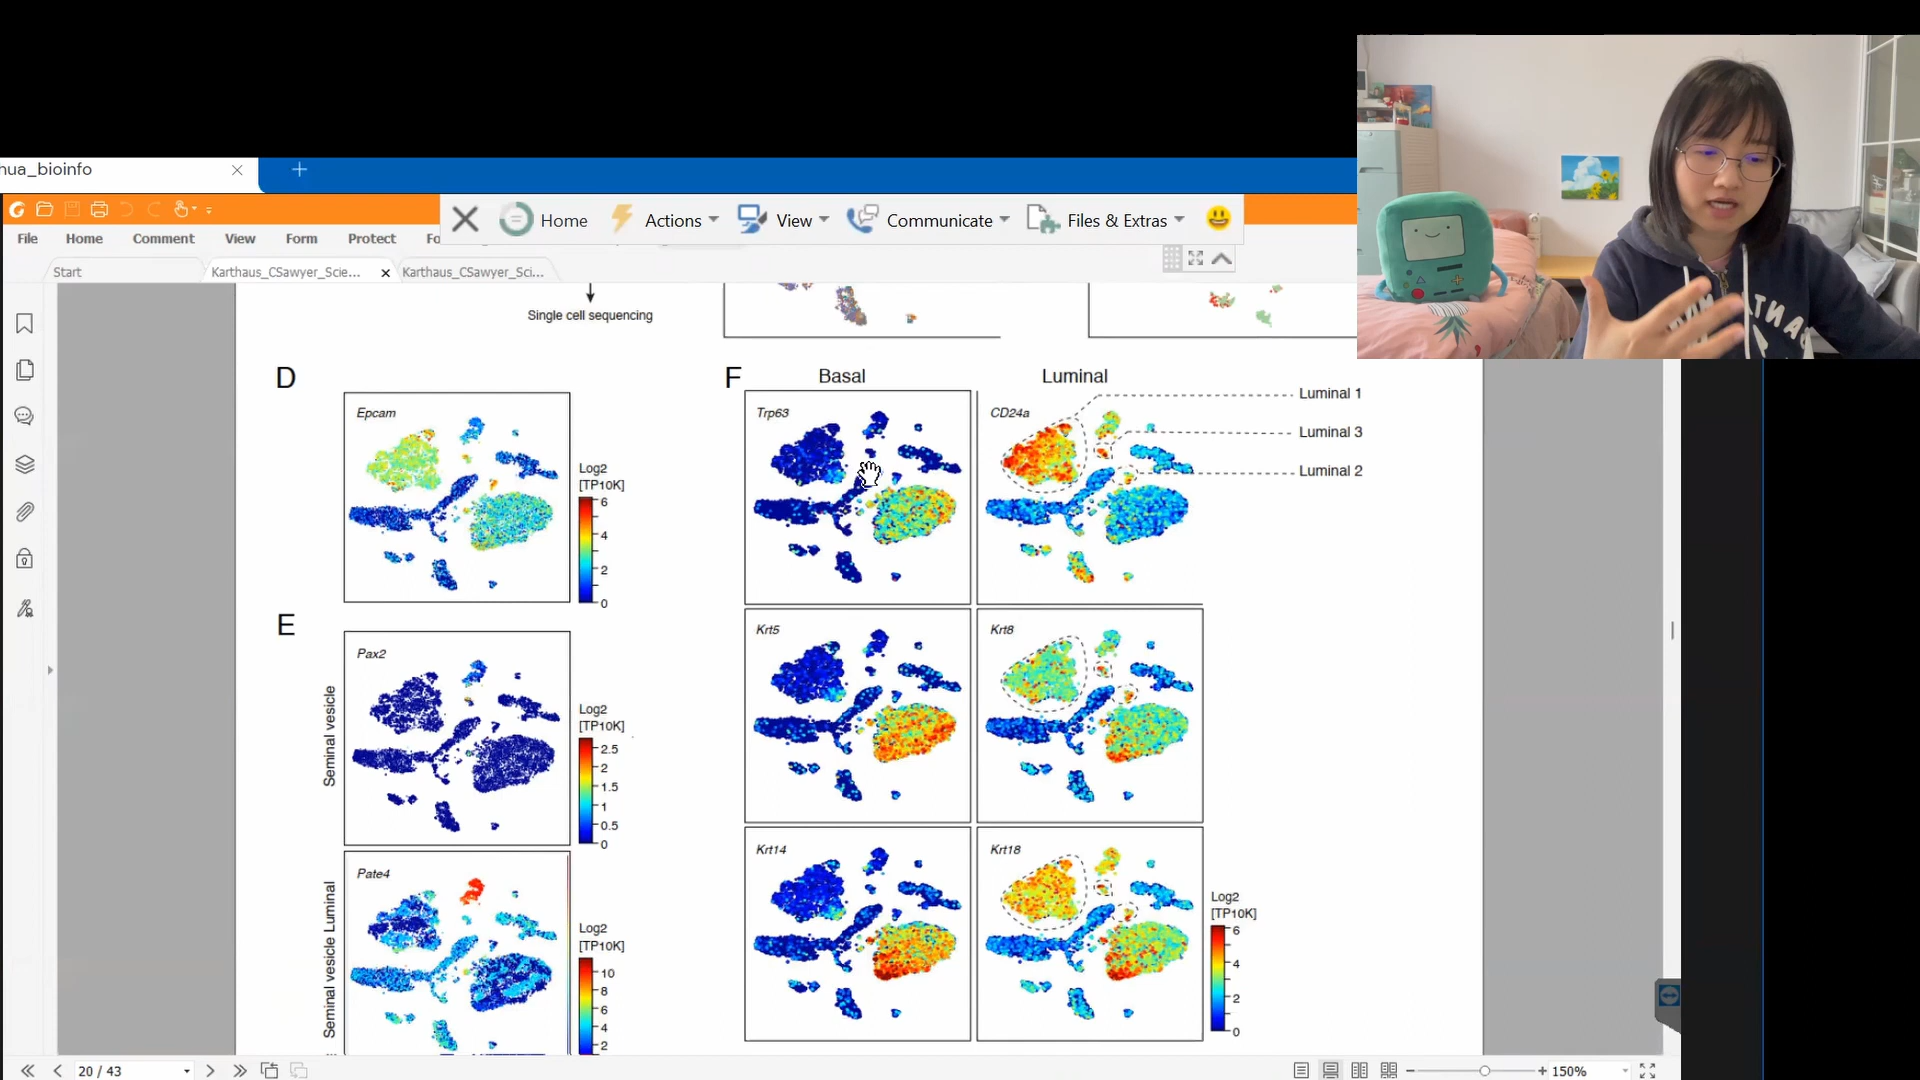 hua_bioinfo
Home
Actions
View
Communicate
Files & Extras
File
Home
Comment
View
Form
Protect
Fo
Start
Karthaus_CSawyer_Scie...
Karthaus_CSawyer_Sci...
Single cell sequencing
D
Epcam
Log2
[TP10K]
6
4
2
0
E
Seminal vesicle
Pax2
Log2
[TP10K]
2.5
2
1.5
1
0.5
0
Seminal vesicle Luminal
Pate4
Log2
[TP10K]
10
8
6
4
2
F
Basal
Luminal
Trp63
CD24a
Luminal 1
Luminal 3
Luminal 2
Krt5
Krt8
Krt14
Krt18
Log2
[TP10K]
6
4
2
0
20 / 43
150%